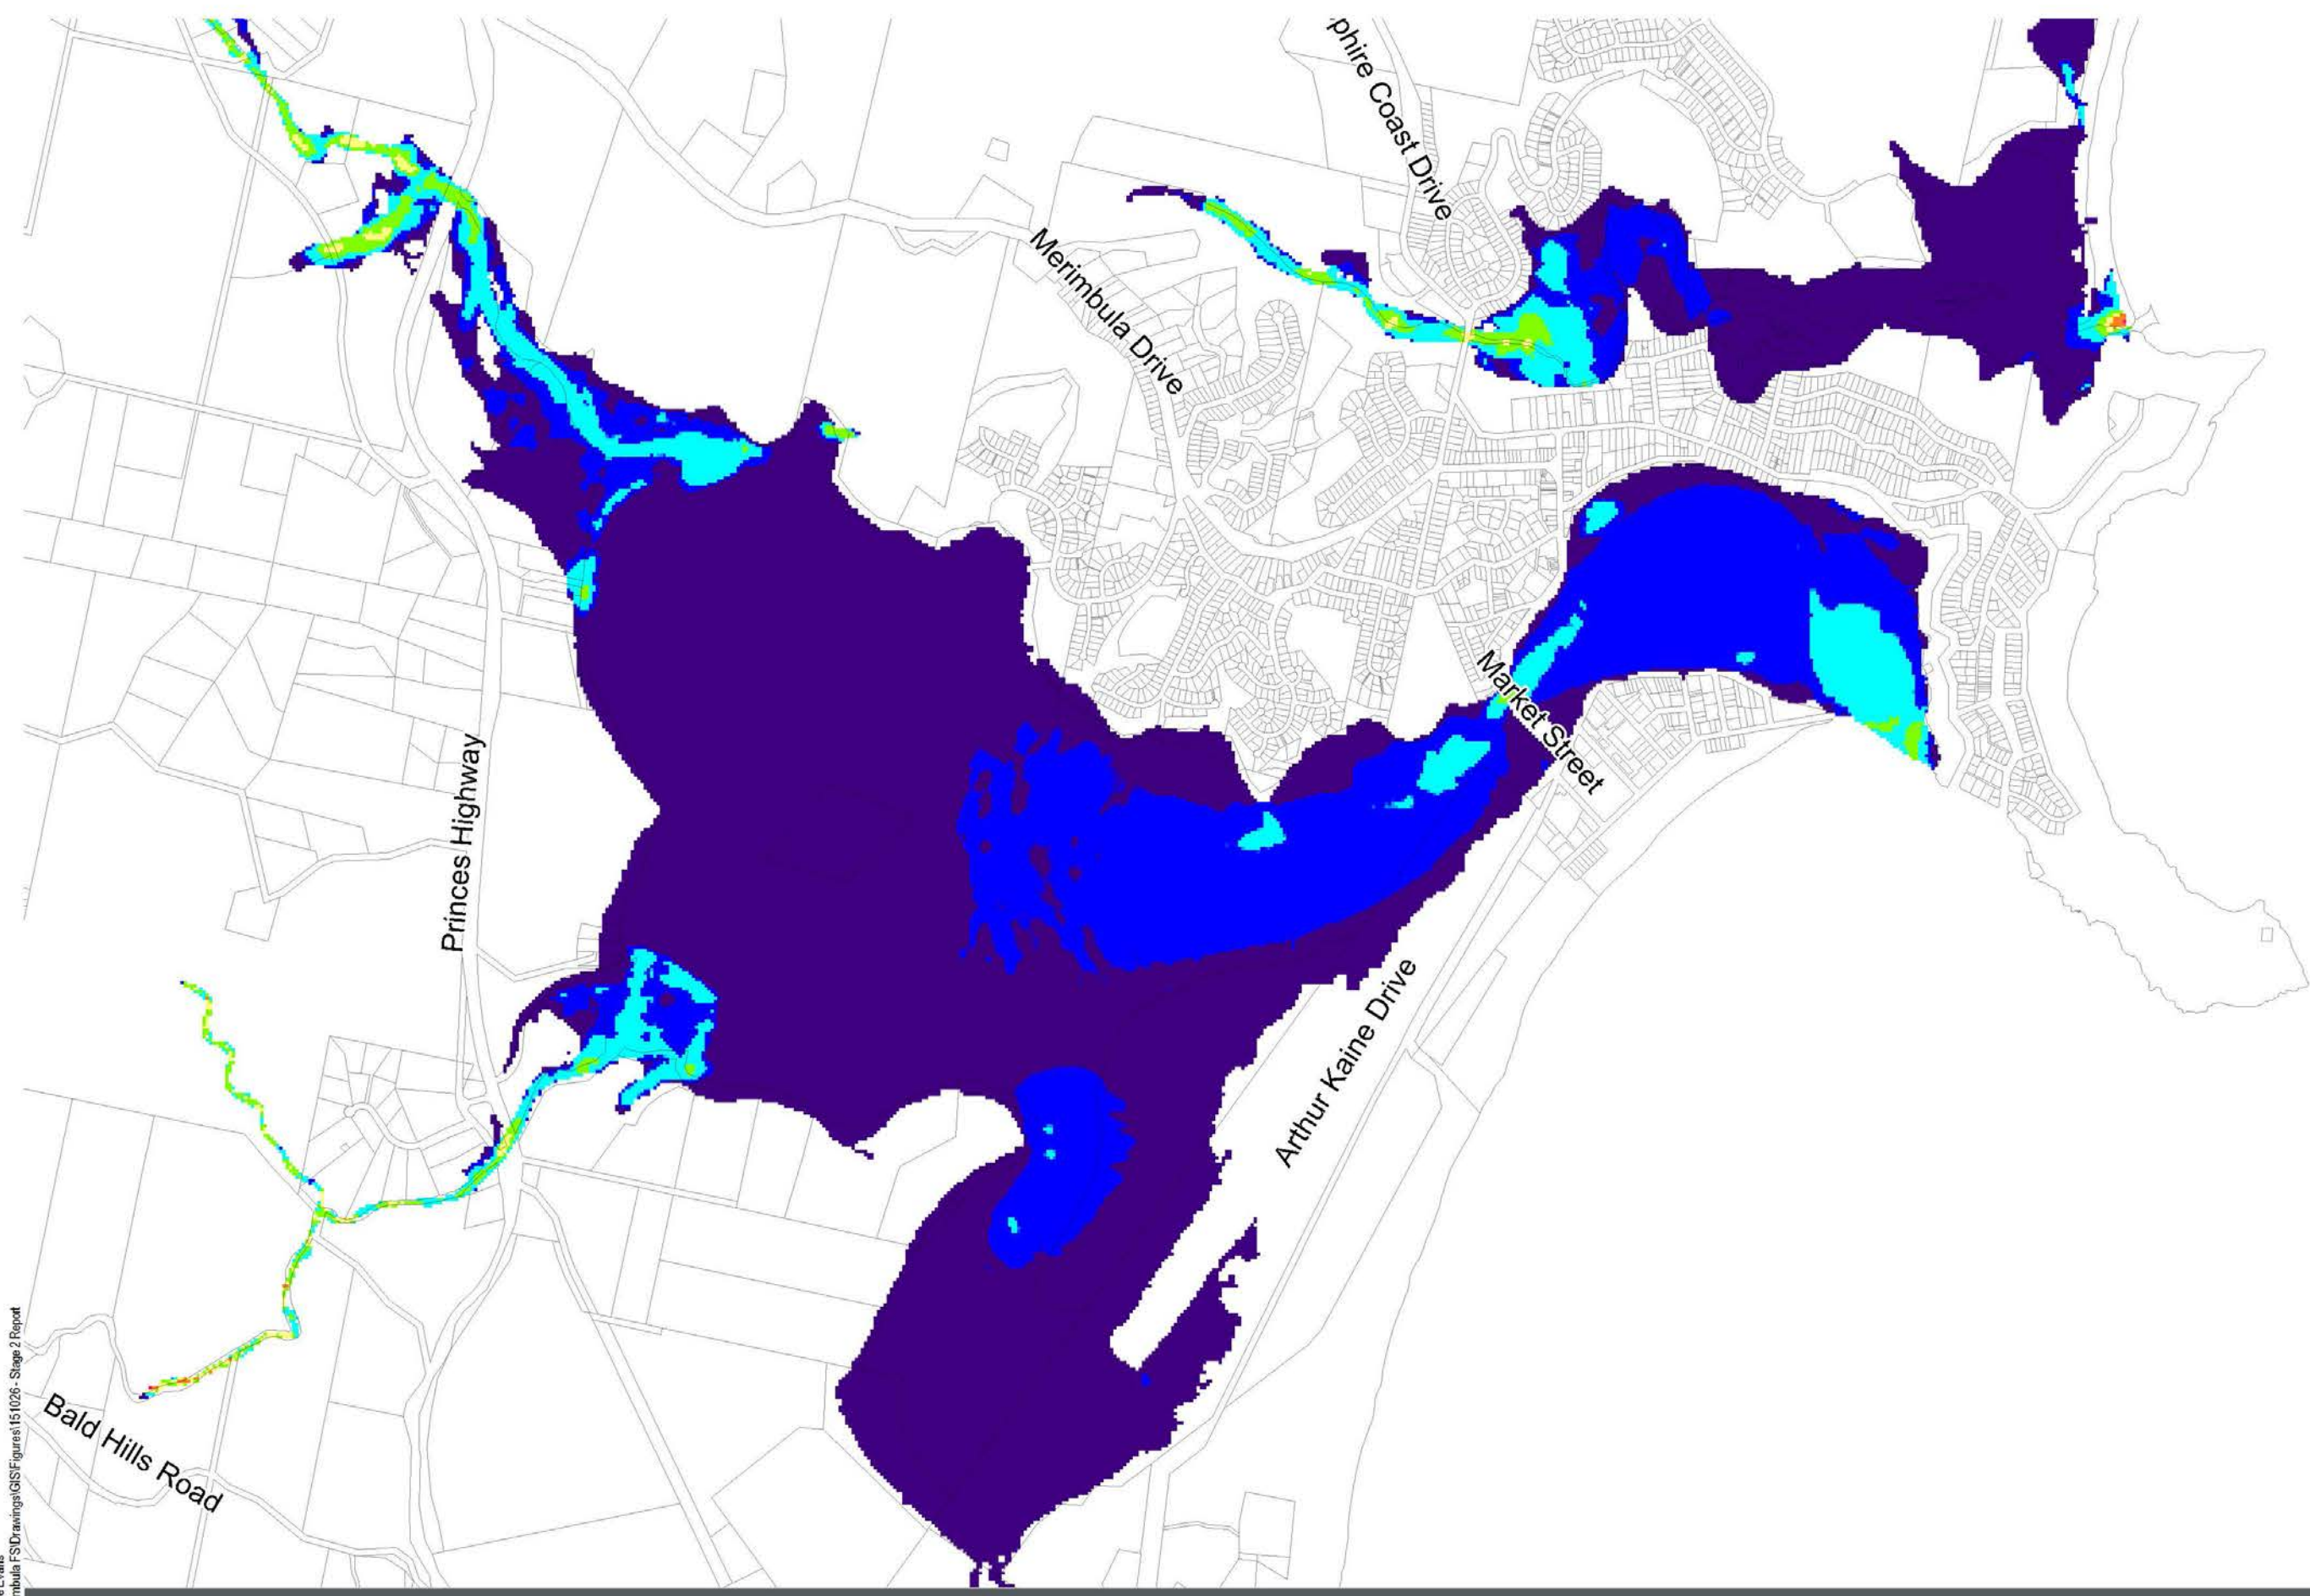 phire Coast Drive
Merimbula Drive
Market Street
Princes Highway
Arthur Kaine Drive
Bald Hills Road
mbula FS\Drawings\GIS\Figures\151026 - Stage 2 Report